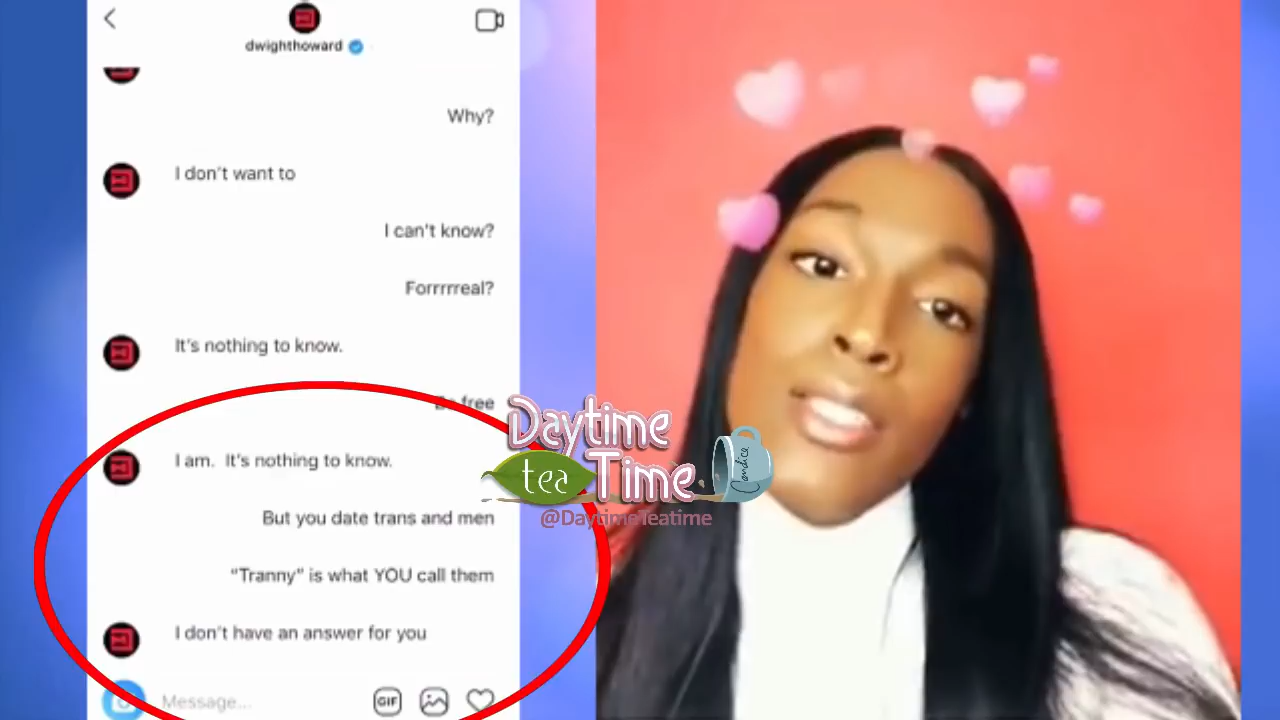 dwighthoward
Why?
I don't want to
I can't know?
Forrrrreal?
It's nothing to know.
free
I am. It's nothing to know.
But you date trans and men
"Tranny" is what YOU call them
I don't have an answer for you
Message...
GIF
Daytime
tea Time
Candice
@DaytimeTeatime